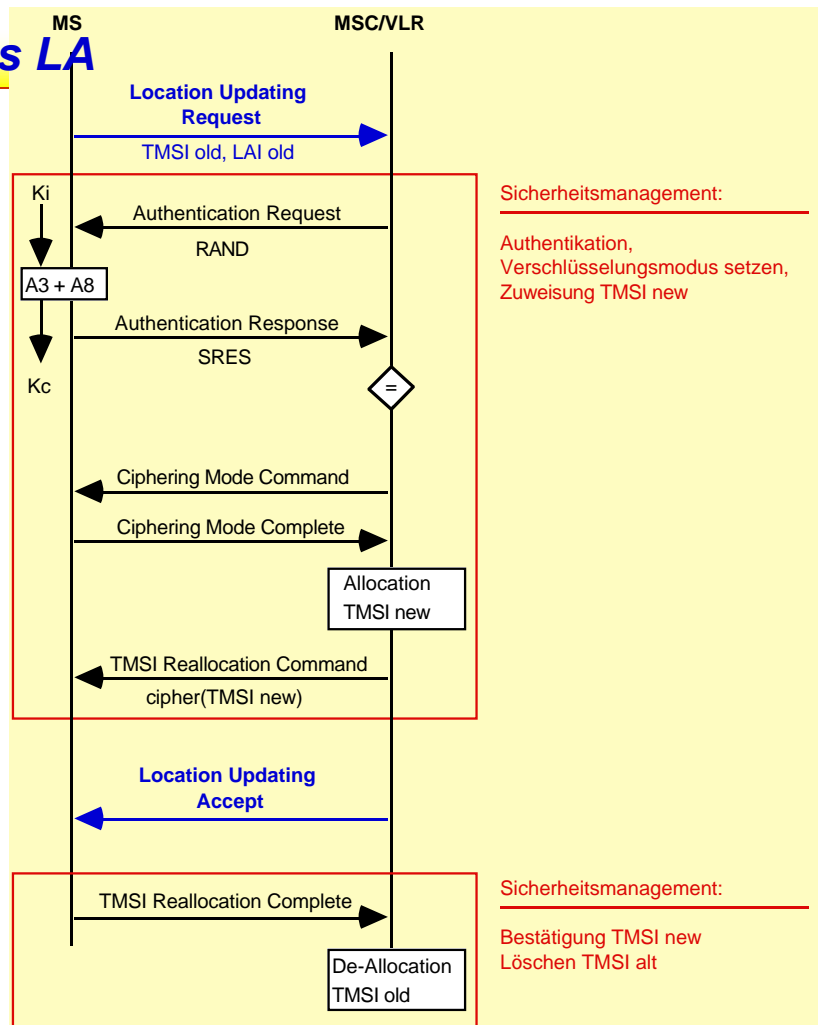 MS
MSC/VLR
s LA
Location Updating
Request
TMSI old, LAI old
Ki
Authentication Request
RAND
A3 + A8
Authentication Response
SRES
Kc
=
Sicherheitsmanagement:
Authentikation,
Verschlüsselungsmodus setzen,
Zuweisung TMSI new
Ciphering Mode Command
Ciphering Mode Complete
Allocation
TMSI new
TMSI Reallocation Command
cipher(TMSI new)
Location Updating
Accept
TMSI Reallocation Complete
De-Allocation
TMSI old
Sicherheitsmanagement:
Bestätigung TMSI new
Löschen TMSI alt